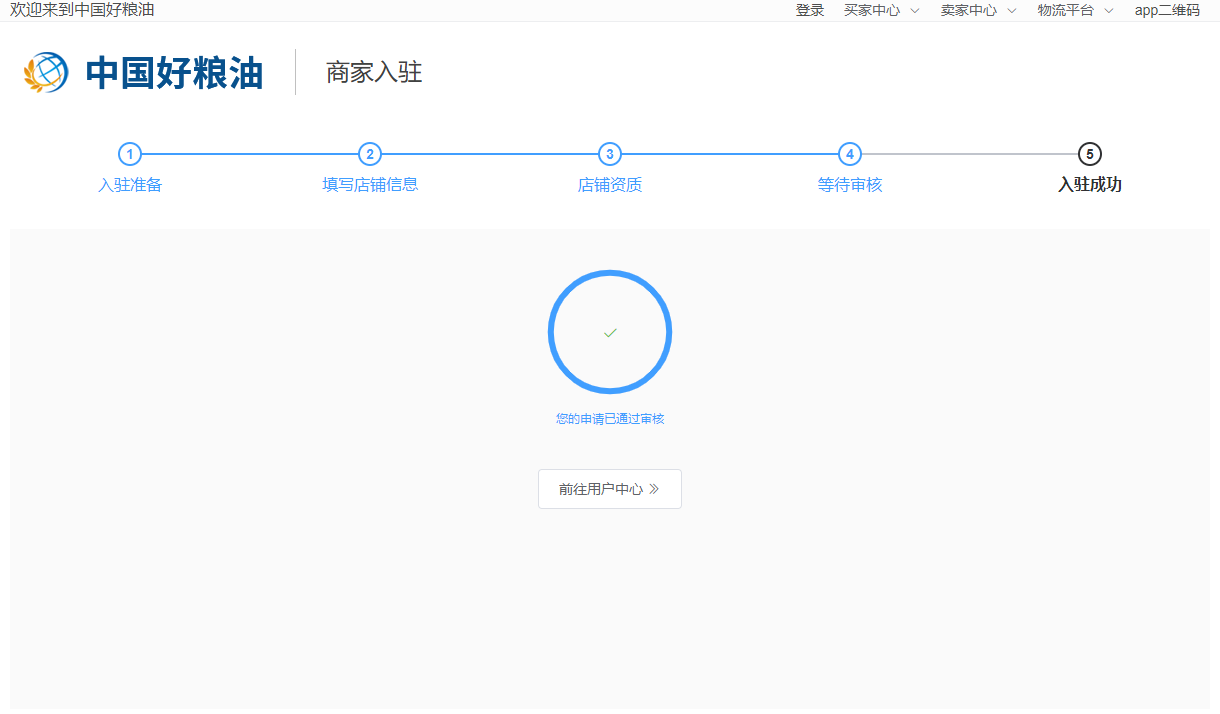 欢迎来到中国好粮油 登录 买家中心 卖家中心 物流平台 app二维码
中国好粮油 商家入驻
1 2 3 4 5
入驻准备 填写店铺信息 店铺资质 等待审核 入驻成功
您的申请已通过审核
前往用户中心